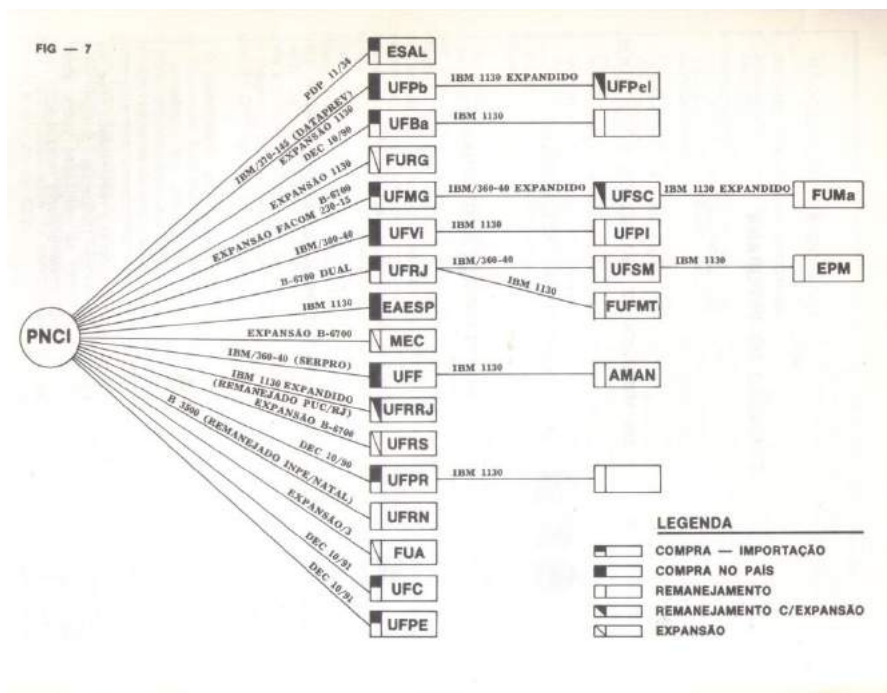 FIG — 7
PNCI
PDP 11/34
ESAL
IBM/370-145 (DATAPREV)
EXPANSÃO 1130
UFPb
IBM 1130 EXPANDIDO
UFPel
DEC 10/90
UFBa
IBM 1130
EXPANSÃO 1130
FURG
B-6700
EXPANSÃO FACOM 230-15
UFMG
IBM/360-40 EXPANDIDO
UFSC
IBM 1130 EXPANDIDO
FUMa
IBM/360-40
UFVi
IBM 1130
UFPI
B-6700 DUAL
UFRJ
IBM/360-40
UFSM
IBM 1130
EPM
IBM 1130
FUFMT
IBM 1130
EAESP
EXPANSÃO B-6700
MEC
IBM/360-40 (SERPRO)
UFF
IBM 1130
AMAN
IBM 1130 EXPANDIDO
(REMANEJADO PUC/RJ)
UFRRJ
EXPANSÃO B-6700
UFRS
DEC 10/90
UFPR
IBM 1130
B 3500 (REMANEJADO INPE/NATAL)
UFRN
EXPANSÃO/3
FUA
DEC 10/91
UFC
DEC 10/91
UFPE
LEGENDA
COMPRA — IMPORTAÇÃO
COMPRA NO PAÍS
REMANEJAMENTO
REMANEJAMENTO C/EXPANSÃO
EXPANSÃO